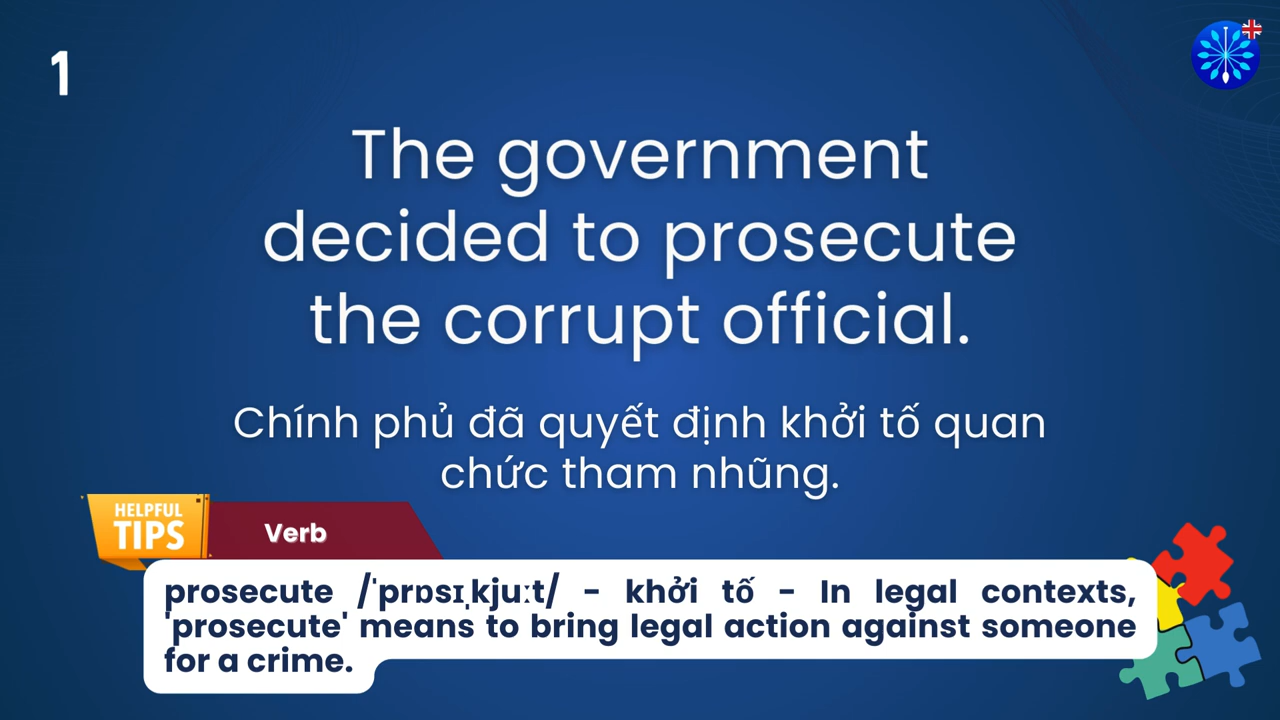 1
The government
decided to prosecute
the corrupt official.
Chính phủ đã quyết định khởi tố quan
chức tham nhũng.
HELPFUL
TIPS
Verb
prosecute /ˈprɒsɪˌkjuːt/ - khởi tố - In legal contexts,
'prosecute' means to bring legal action against someone
for a crime.